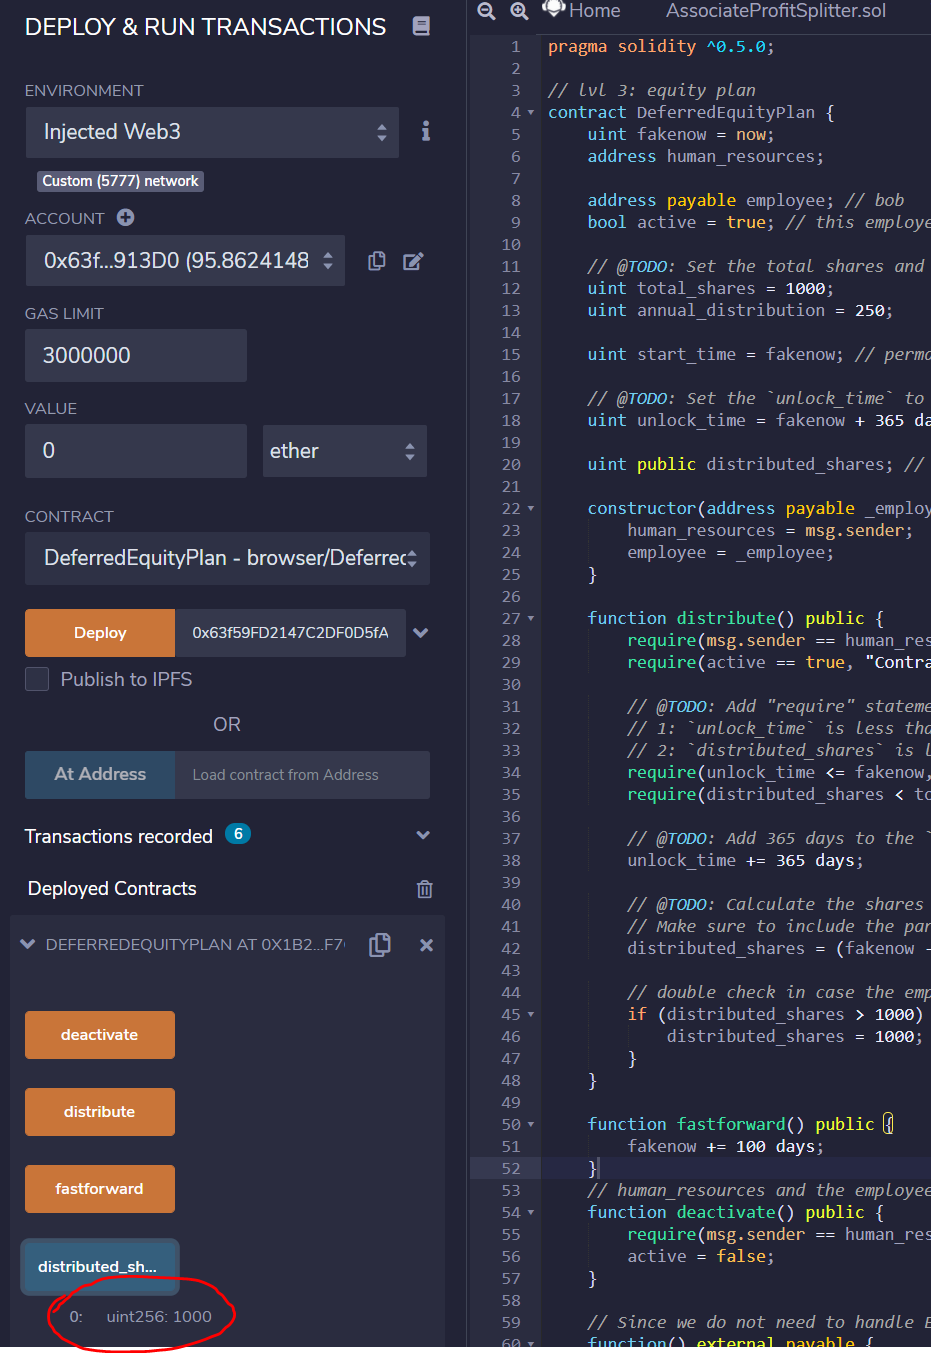 DEPLOY & RUN TRANSACTIONS
ENVIRONMENT
Injected Web3
Custom (5777) network
ACCOUNT
0x63f...913D0 (95.8624148
GAS LIMIT
3000000
VALUE
0
ether
CONTRACT
DeferredEquityPlan - browser/Deferrec
Deploy
0x63f59FD2147C2DF0D5fA
Publish to IPFS
OR
At Address
Load contract from Address
Transactions recorded 6
Deployed Contracts
DEFERREDEQUITYPLAN AT 0X1B2...F7
deactivate
distribute
fastforward
distributed_sh...
0: uint256: 1000
Home AssociateProfitSplitter.sol
1 pragma solidity ^0.5.0;
2
3 // lvl 3: equity plan
4 contract DeferredEquityPlan {
5 uint fakenow = now;
6 address human_resources;
7
8 address payable employee; // bob
9 bool active = true; // this employe
10
11 // @TODO: Set the total shares and
12 uint total_shares = 1000;
13 uint annual_distribution = 250;
14
15 uint start_time = fakenow; // perma
16
17 // @TODO: Set the `unlock_time` to
18 uint unlock_time = fakenow + 365 da
19
20 uint public distributed_shares; //
21
22 constructor(address payable _employ
23 human_resources = msg.sender;
24 employee = _employee;
25 }
26
27 function distribute() public {
28 require(msg.sender == human_res
29 require(active == true, "Contra
30
31 // @TODO: Add "require" stateme
32 // 1: `unlock_time` is less tha
33 // 2: `distributed_shares` is l
34 require(unlock_time <= fakenow,
35 require(distributed_shares < to
36
37 // @TODO: Add 365 days to the `
38 unlock_time += 365 days;
39
40 // @TODO: Calculate the shares
41 // Make sure to include the par
42 distributed_shares = (fakenow -
43
44 // double check in case the emp
45 if (distributed_shares > 1000)
46 distributed_shares = 1000;
47 }
48 }
49
50 function fastforward() public {
51 fakenow += 100 days;
52 }
53 // human_resources and the employee
54 function deactivate() public {
55 require(msg.sender == human_res
56 active = false;
57 }
58
59 // Since we do not need to handle E
60 function() external payable {